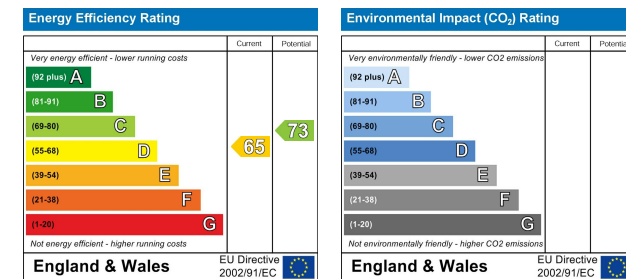 Energy Efficiency Rating
Current Potential
Very energy efficient - lower running costs
(92 plus) A
(81-91) B
(69-80) C
(55-68) D
(39-54) E
(21-38) F
(1-20) G
65
73
Not energy efficient - higher running costs
England & Wales
EU Directive
2002/91/EC
Environmental Impact (CO₂) Rating
Current Potential
Very environmentally friendly - lower CO2 emissions
(92 plus) A
(81-91) B
(69-80) C
(55-68) D
(39-54) E
(21-38) F
(1-20) G
Not environmentally friendly - higher CO2 emissions
England & Wales
EU Directive
2002/91/EC